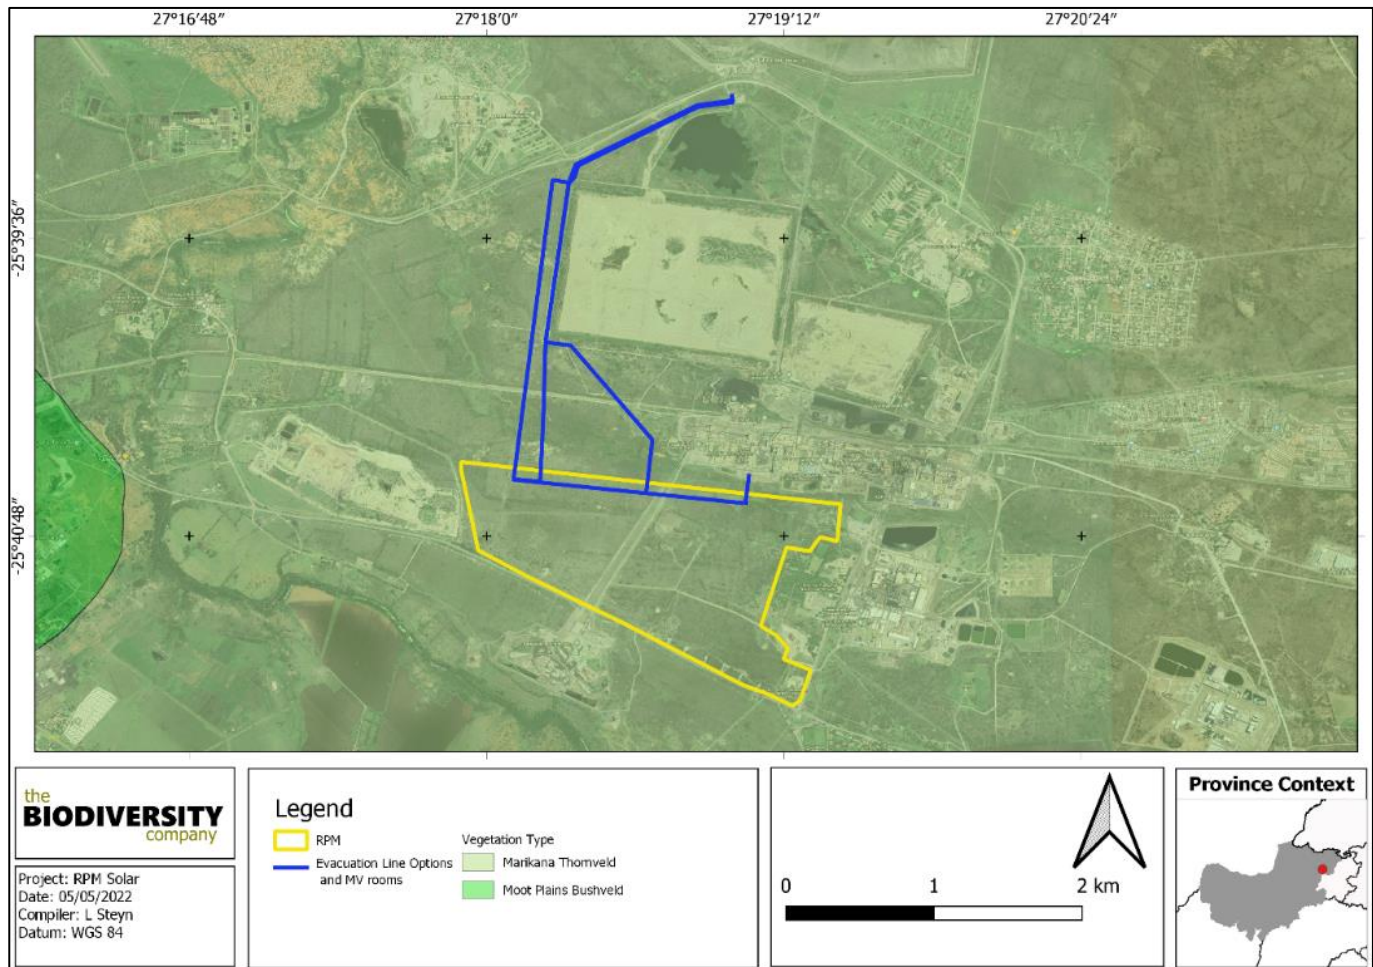 27°16'48" 27°18'0" 27°19'12" 27°20'24"
-25°39'36"
-25°40'48"
the
BIODIVERSITY
company
Project: RPM Solar
Date: 05/05/2022
Compiler: L Steyn
Datum: WGS 84
Legend
RPM
Evacuation Line Options
and MV rooms
Vegetation Type
Marikana Thornveld
Moot Plains Bushveld
0 1 2 km
Province Context